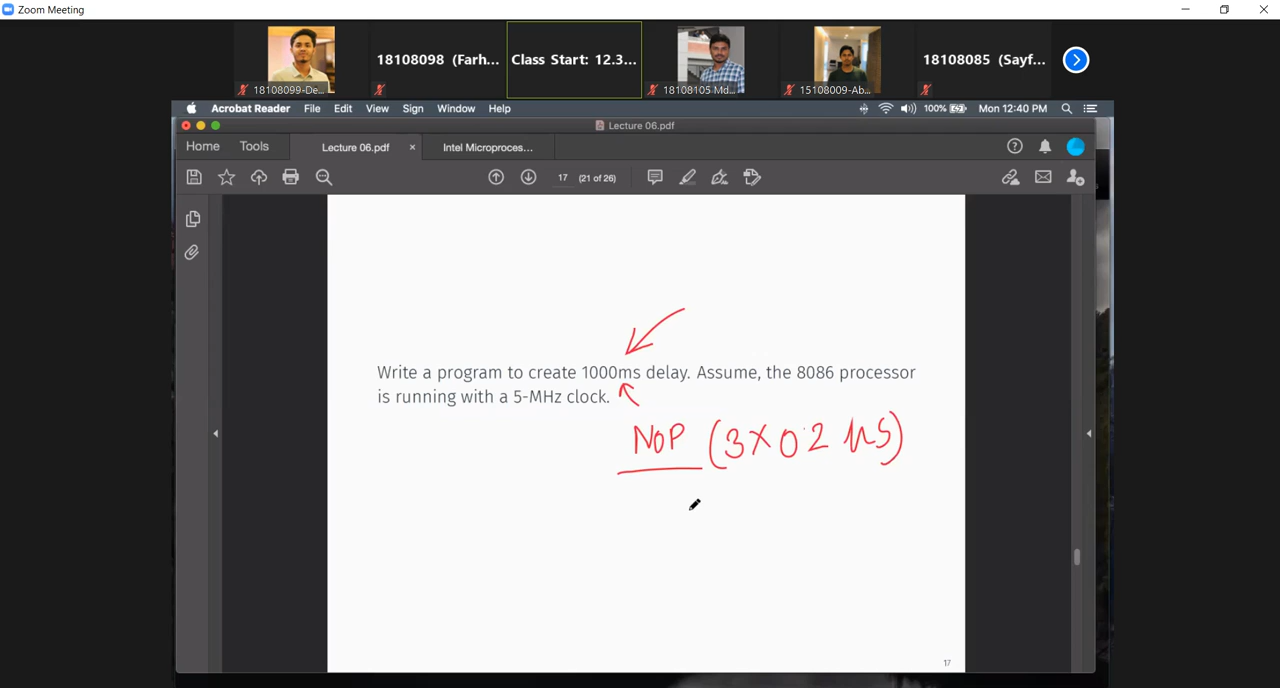 Zoom Meeting
18108098 (Farh...
Class Start: 12.3...
18108085 (Sayf...
18108099-De...
18108105 Md...
15108009-Ab...
Acrobat Reader File Edit View Sign Window Help
100% Mon 12:40 PM
Lecture 06.pdf
Home Tools Lecture 06.pdf × Intel Microproces...
17 (21 of 26)
Write a program to create 1000ms delay. Assume, the 8086 processor
is running with a 5-MHz clock.
NOP (3 X 0.2 µs)
17